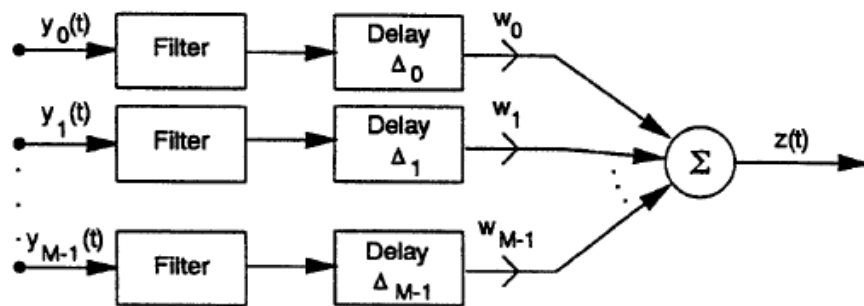 y0(t) Filter Delay Δ0 w0
y1(t) Filter Delay Δ1 w1
Σ z(t)
yM-1(t) Filter Delay ΔM-1 wM-1